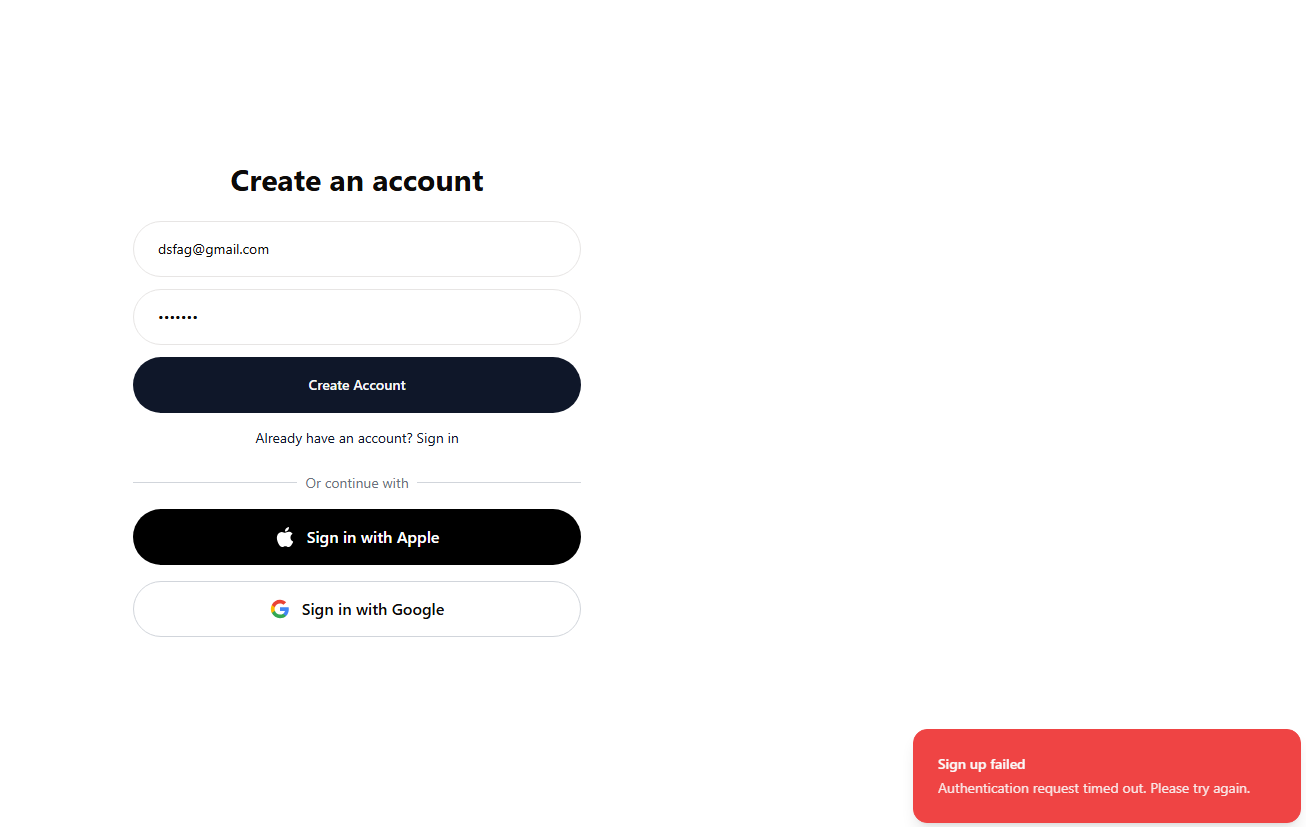 Create an account
dsfag@gmail.com
•••••••
Create Account
Already have an account? Sign in
Or continue with
Sign in with Apple
Sign in with Google
Sign up failed
Authentication request timed out. Please try again.